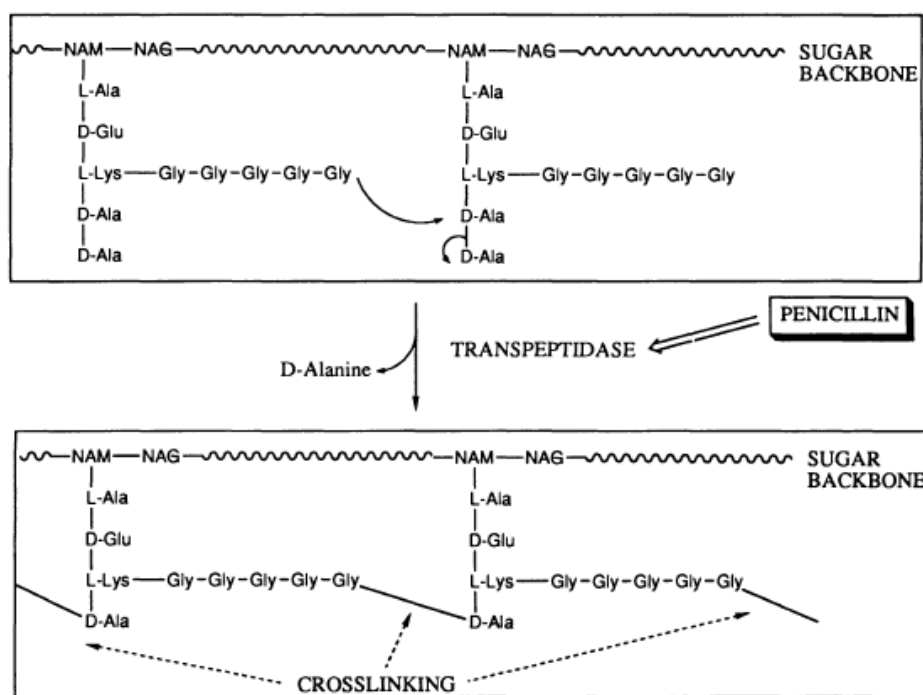 NAM—NAG NAM—NAG SUGAR
BACKBONE
L-Ala L-Ala
D-Glu D-Glu
L-Lys—Gly–Gly–Gly–Gly–Gly L-Lys—Gly–Gly–Gly–Gly–Gly
D-Ala D-Ala
D-Ala D-Ala
PENICILLIN
TRANSPEPTIDASE
D-Alanine
NAM—NAG NAM—NAG SUGAR
BACKBONE
L-Ala L-Ala
D-Glu D-Glu
L-Lys—Gly–Gly–Gly–Gly–Gly L-Lys—Gly–Gly–Gly–Gly–Gly
D-Ala D-Ala
CROSSLINKING